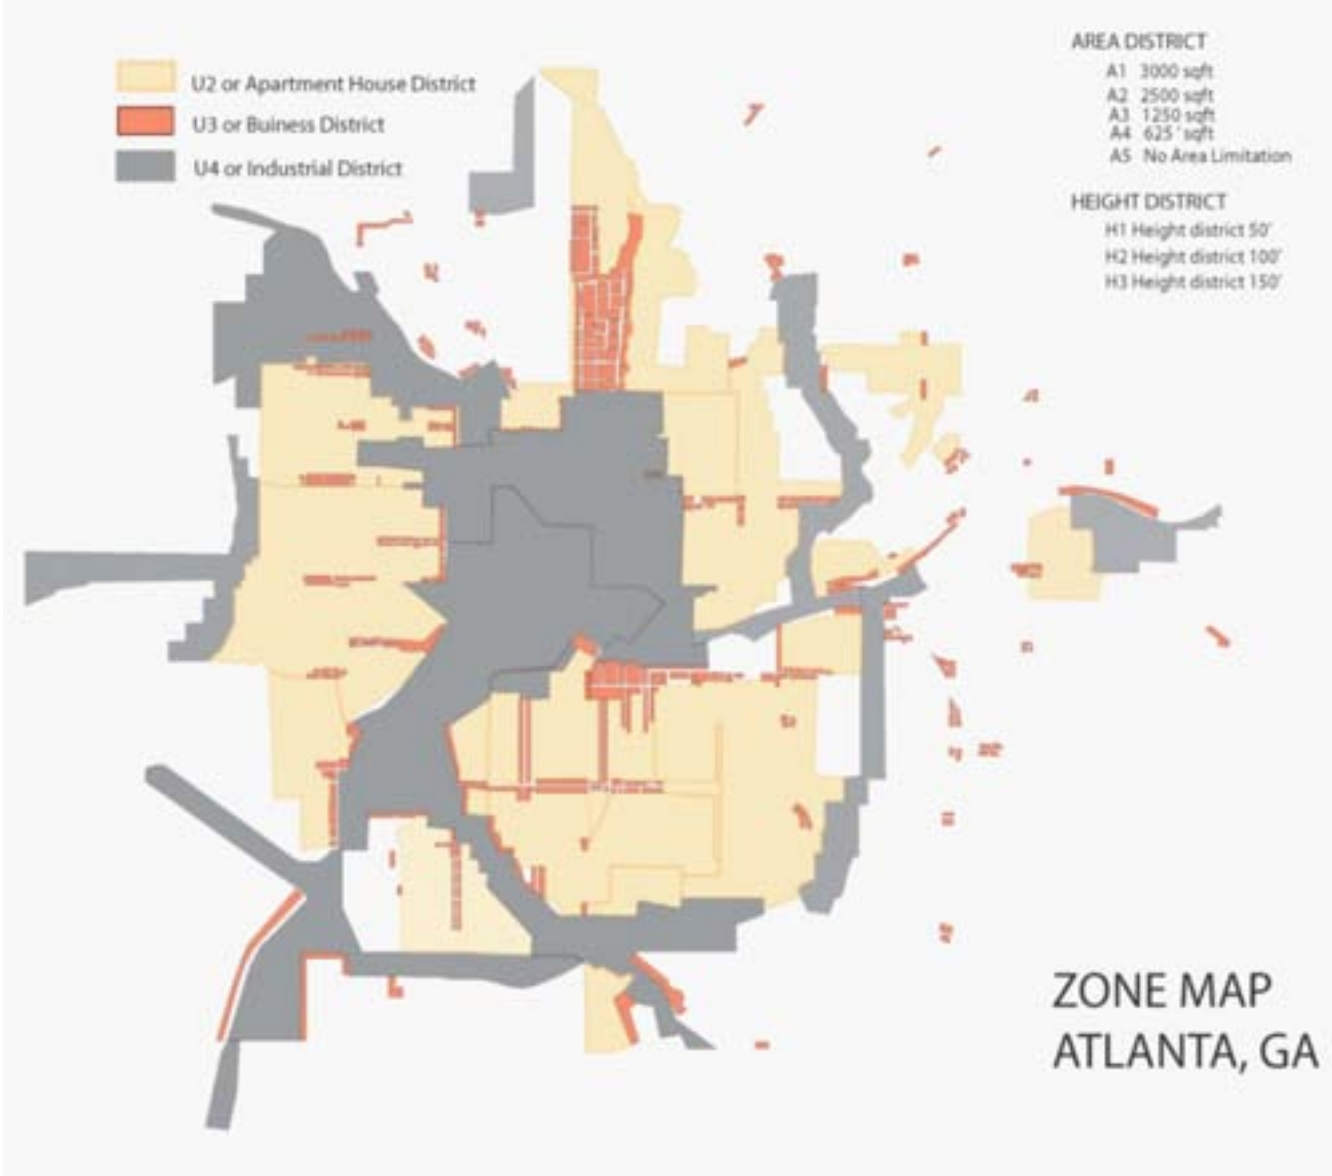 U2 or Apartment House District
U3 or Buiness District
U4 or Industrial District
AREA DISTRICT
A1 3000 sqft
A2 2500 sqft
A3 1250 sqft
A4 625 ' sqft
A5 No Area Limitation
HEIGHT DISTRICT
H1 Height district 50'
H2 Height district 100'
H3 Height district 150'
ZONE MAP
ATLANTA, GA